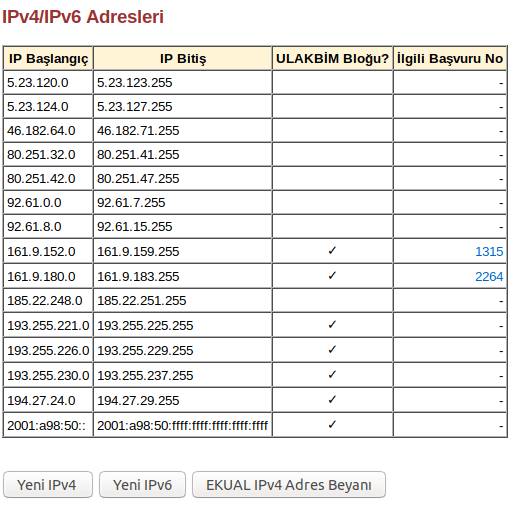 IPv4/IPv6 Adresleri
IP Başlangıç IP Bitiş ULAKBİM Bloğu? İlgili Başvuru No
5.23.120.0 5.23.123.255 -
5.23.124.0 5.23.127.255 -
46.182.64.0 46.182.71.255 -
80.251.32.0 80.251.41.255 -
80.251.42.0 80.251.47.255 -
92.61.0.0 92.61.7.255 -
92.61.8.0 92.61.15.255 -
161.9.152.0 161.9.159.255 ✓ 1315
161.9.180.0 161.9.183.255 ✓ 2264
185.22.248.0 185.22.251.255 -
193.255.221.0 193.255.225.255 ✓ -
193.255.226.0 193.255.229.255 ✓ -
193.255.230.0 193.255.237.255 ✓ -
194.27.24.0 194.27.29.255 ✓ -
2001:a98:50:: 2001:a98:50:ffff:ffff:ffff:ffff:ffff ✓ -
Yeni IPv4 Yeni IPv6 EKUAL IPv4 Adres Beyanı